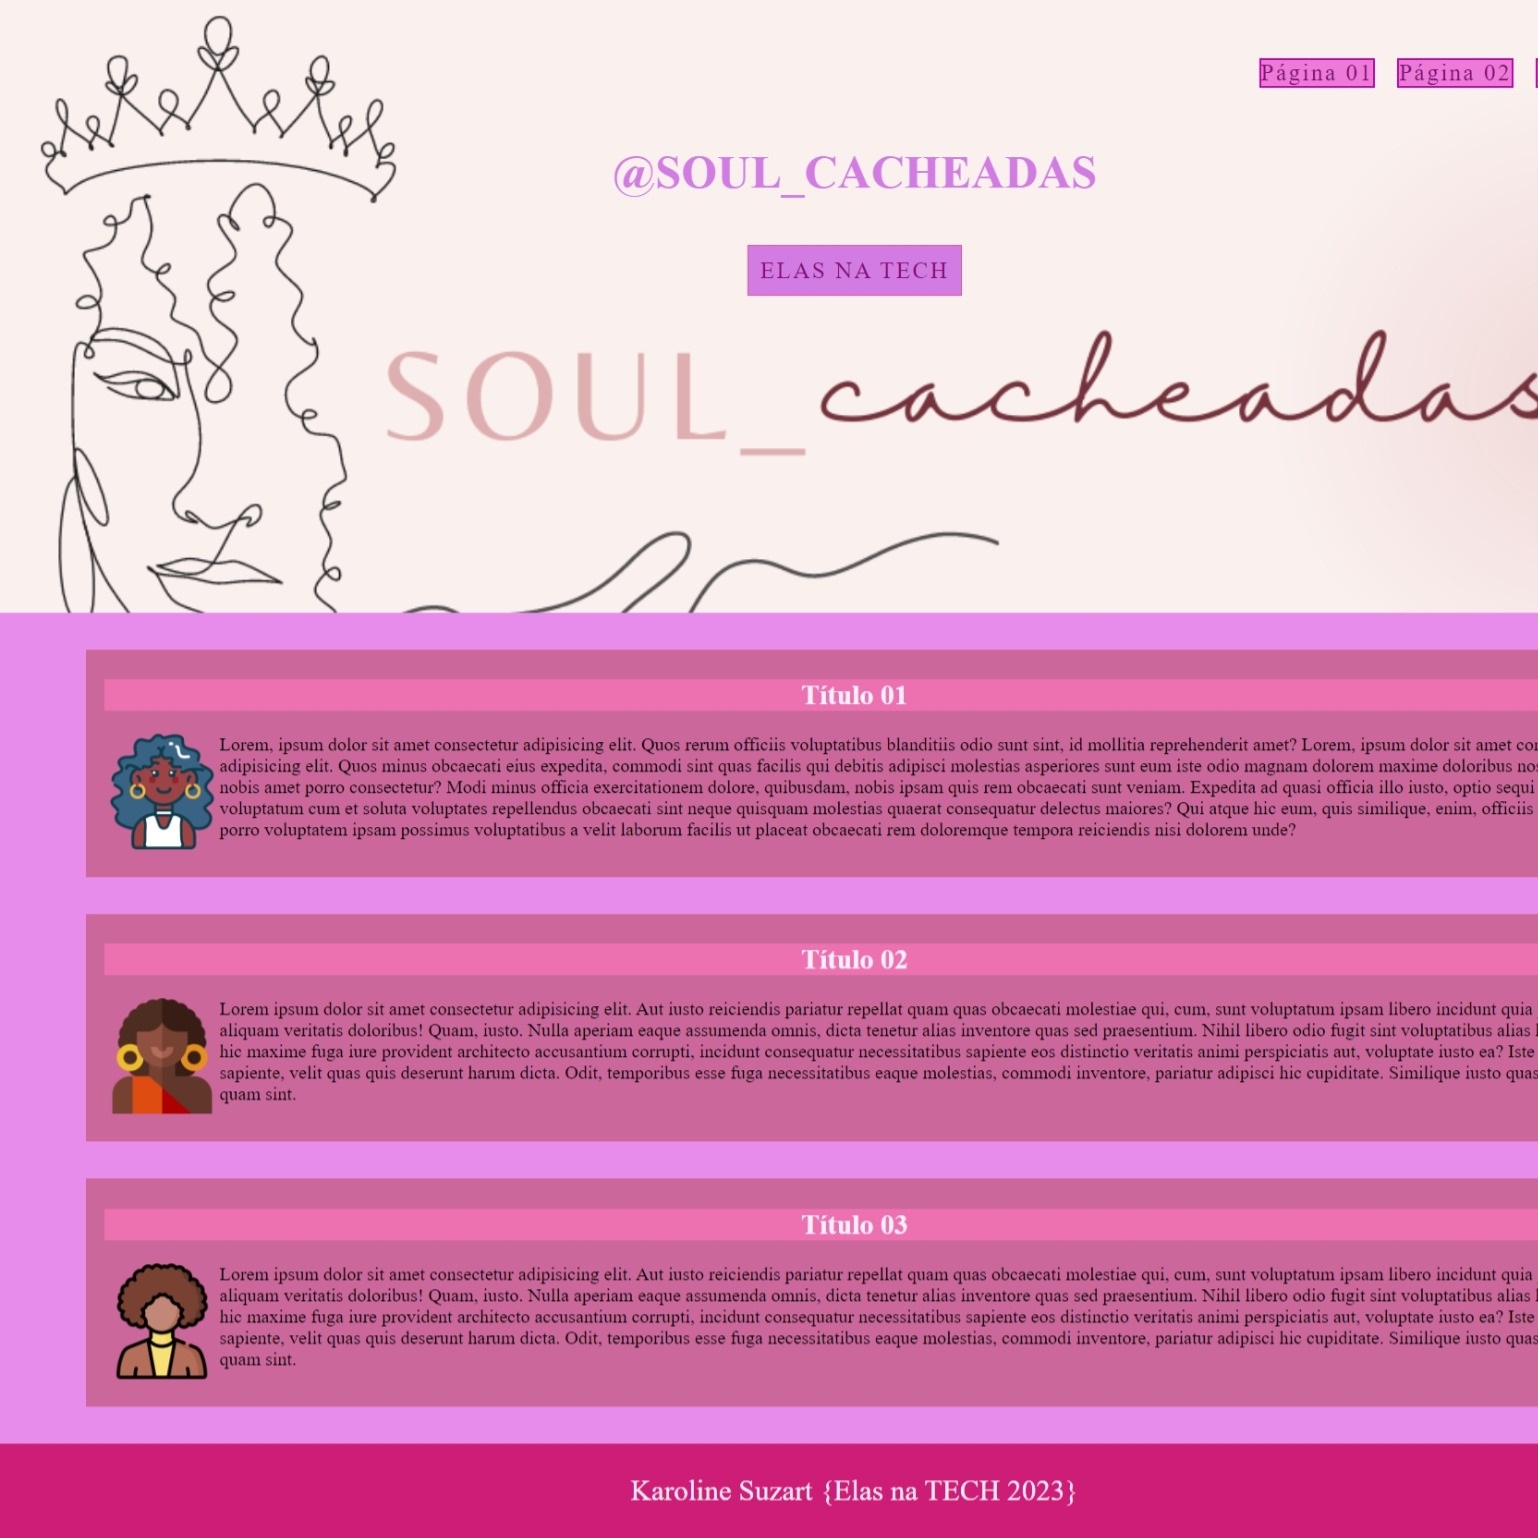 Página 01 Página 02
@SOUL_CACHEADAS
ELAS NA TECH
SOUL_cacheadas
Título 01
Lorem, ipsum dolor sit amet consectetur adipisicing elit. Quos rerum officiis voluptatibus blanditiis odio sunt sint, id mollitia reprehenderit amet? Lorem, ipsum dolor sit amet
adipisicing elit. Quos minus obcaecati eius expedita, commodi sint quas facilis qui debitis adipisci molestias asperiores sunt eum iste odio magnam dolorem maxime doloribus
nobis amet porro consectetur? Modi minus officia exercitationem dolore, quibusdam, nobis ipsam quis rem obcaecati sunt veniam. Expedita ad quasi officia illo iusto, optio sequi
voluptatum cum et soluta voluptates repellendus obcaecati sint neque quisquam molestias quaerat consequatur delectus maiores? Qui atque hic eum, quis similique, enim, officiis
porro voluptatem ipsam possimus voluptatibus a velit laborum facilis ut placeat obcaecati rem doloremque tempora reiciendis nisi dolorem unde?
Título 02
Lorem ipsum dolor sit amet consectetur adipisicing elit. Aut iusto reiciendis pariatur repellat quam quas obcaecati molestiae qui, cum, sunt voluptatum ipsam libero incidunt quia
aliquam veritatis doloribus! Quam, iusto. Nulla aperiam eaque assumenda omnis, dicta tenetur alias inventore quas sed praesentium. Nihil libero odio fugit sint voluptatibus alias
hic maxime fuga iure provident architecto accusantium corrupti, incidunt consequatur necessitatibus sapiente eos distinctio veritatis animi perspiciatis aut, voluptate iusto ea? Iste
sapiente, velit quas quis deserunt harum dicta. Odit, temporibus esse fuga necessitatibus eaque molestias, commodi inventore, pariatur adipisci hic cupiditate. Similique iusto quas
quam sint.
Título 03
Lorem ipsum dolor sit amet consectetur adipisicing elit. Aut iusto reiciendis pariatur repellat quam quas obcaecati molestiae qui, cum, sunt voluptatum ipsam libero incidunt quia
aliquam veritatis doloribus! Quam, iusto. Nulla aperiam eaque assumenda omnis, dicta tenetur alias inventore quas sed praesentium. Nihil libero odio fugit sint voluptatibus alias
hic maxime fuga iure provident architecto accusantium corrupti, incidunt consequatur necessitatibus sapiente eos distinctio veritatis animi perspiciatis aut, voluptate iusto ea? Iste
sapiente, velit quas quis deserunt harum dicta. Odit, temporibus esse fuga necessitatibus eaque molestias, commodi inventore, pariatur adipisci hic cupiditate. Similique iusto quas
quam sint.
Karoline Suzart {Elas na TECH 2023}